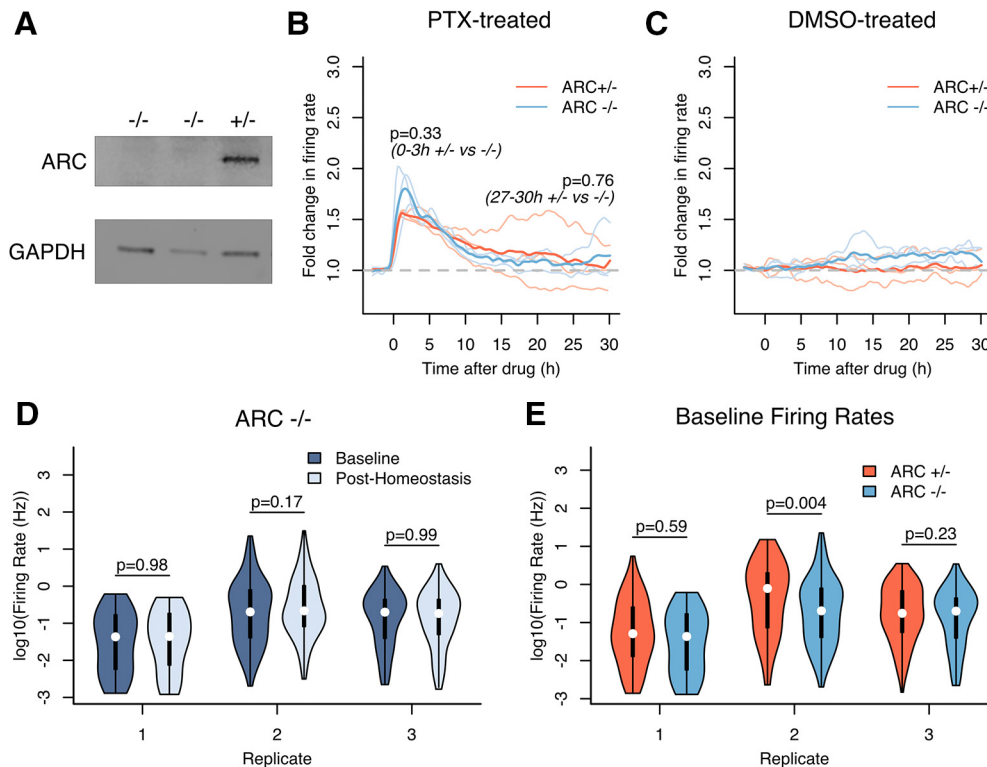 A
-/-
-/-
+/-
ARC
GAPDH
B
PTX-treated
Fold change in firing rate
3.0
2.5
2.0
1.5
1.0
ARC+/-
ARC -/-
p=0.33
(0-3h +/- vs -/-)
p=0.76
(27-30h +/- vs -/-)
0 5 10 15 20 25 30
Time after drug (h)
C
DMSO-treated
Fold change in firing rate
3.0
2.5
2.0
1.5
1.0
ARC+/-
ARC -/-
0 5 10 15 20 25 30
Time after drug (h)
D
ARC -/-
log10(Firing Rate (Hz))
3
2
1
0
-1
-2
-3
Baseline
Post-Homeostasis
p=0.98
p=0.17
p=0.99
1 2 3
Replicate
E
Baseline Firing Rates
log10(Firing Rate (Hz))
3
2
1
0
-1
-2
-3
ARC +/-
ARC -/-
p=0.59
p=0.004
p=0.23
1 2 3
Replicate